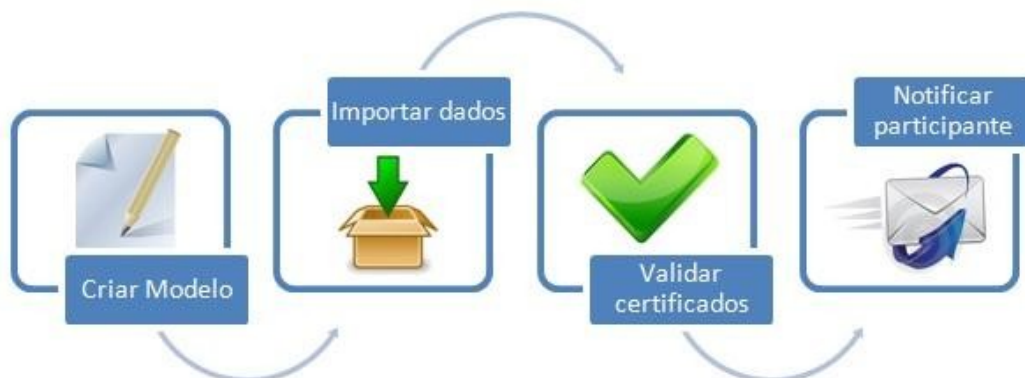 Criar Modelo
Importar dados
Validar
certificados
Notificar
participante